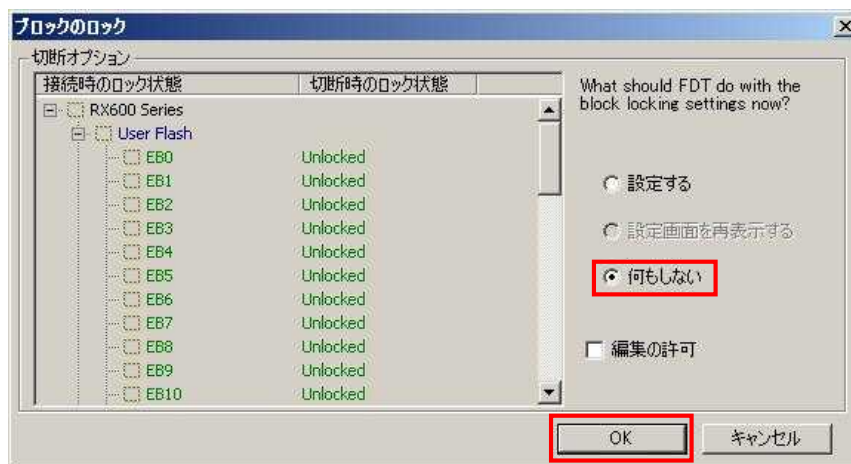 ブロックのロック
切断オプション
接続時のロック状態 切断時のロック状態
RX600 Series
User Flash
EB0 Unlocked
EB1 Unlocked
EB2 Unlocked
EB3 Unlocked
EB4 Unlocked
EB5 Unlocked
EB6 Unlocked
EB7 Unlocked
EB8 Unlocked
EB9 Unlocked
EB10 Unlocked
What should FDT do with the
block locking settings now?
設定する
設定画面を再表示する
何もしない
編集の許可
OK キャンセル